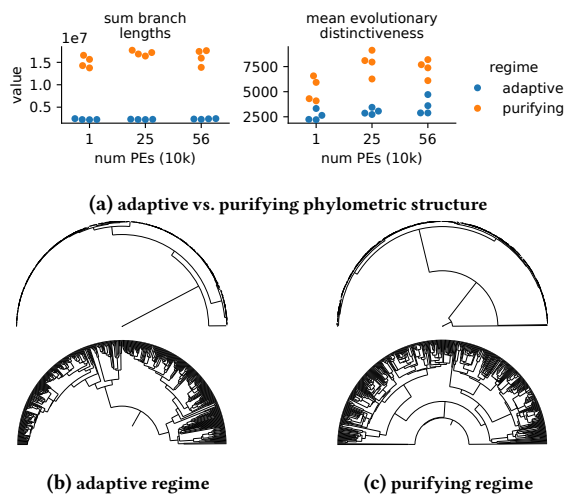 sum branch
lengths
1e7
1.5
1.0
0.5
value
1 25 56
num PEs (10k)
mean evolutionary
distinctiveness
7500
5000
2500
1 25 56
num PEs (10k)
regime
adaptive
purifying
(a) adaptive vs. purifying phylometric structure
(b) adaptive regime
(c) purifying regime